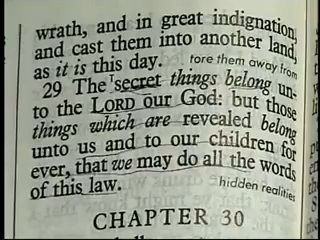 wrath, and in great indignation,
and cast them into another land,
as it is this day. tore them away from
29 The secret things belong un-
to the LORD our God: but those
things which are revealed belong
unto us and to our children for
ever, that we may do all the words
of this law. hidden realities
CHAPTER 30